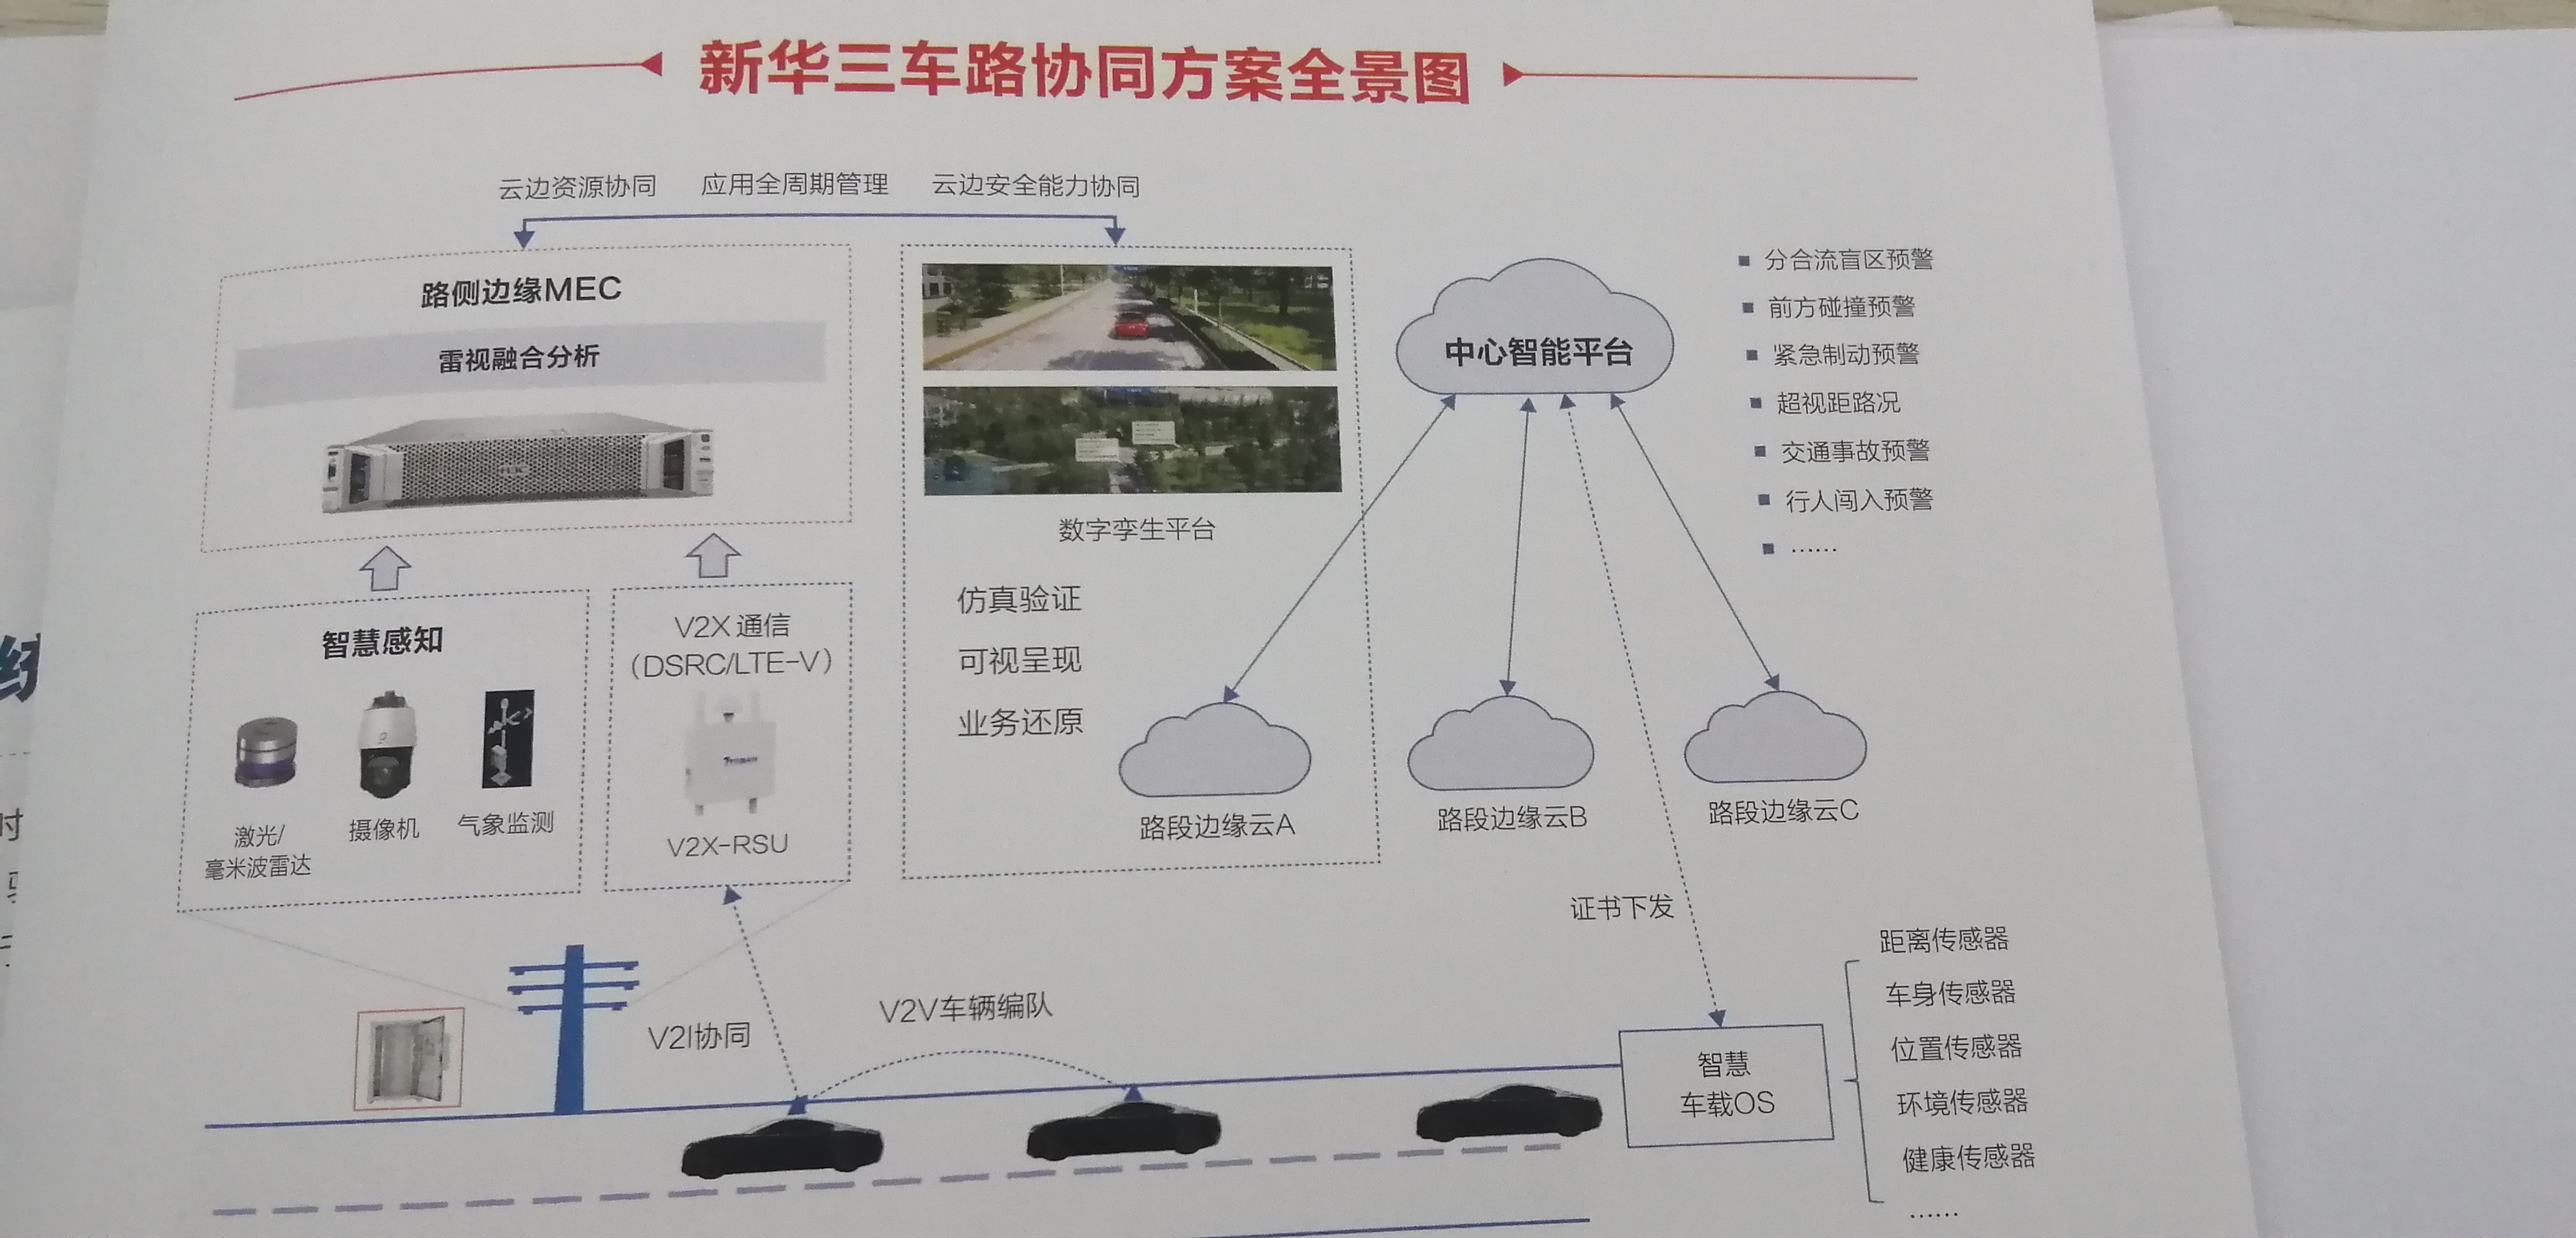 新华三车路协同方案全景图
云边资源协同 应用全周期管理 云边安全能力协同
路侧边缘MEC
雷视融合分析
H3C
智慧感知
激光/
毫米波雷达
摄像机
气象监测
V2X通信
（DSRC/LTE-V）
V2X-RSU
数字孪生平台
仿真验证
可视呈现
业务还原
路段边缘云A
路段边缘云B
路段边缘云C
中心智能平台
■ 分合流盲区预警
■ 前方碰撞预警
■ 紧急制动预警
■ 超视距路况
■ 交通事故预警
■ 行人闯入预警
■ ……
证书下发
V2I协同
V2V车辆编队
智慧
车载OS
距离传感器
车身传感器
位置传感器
环境传感器
健康传感器
……